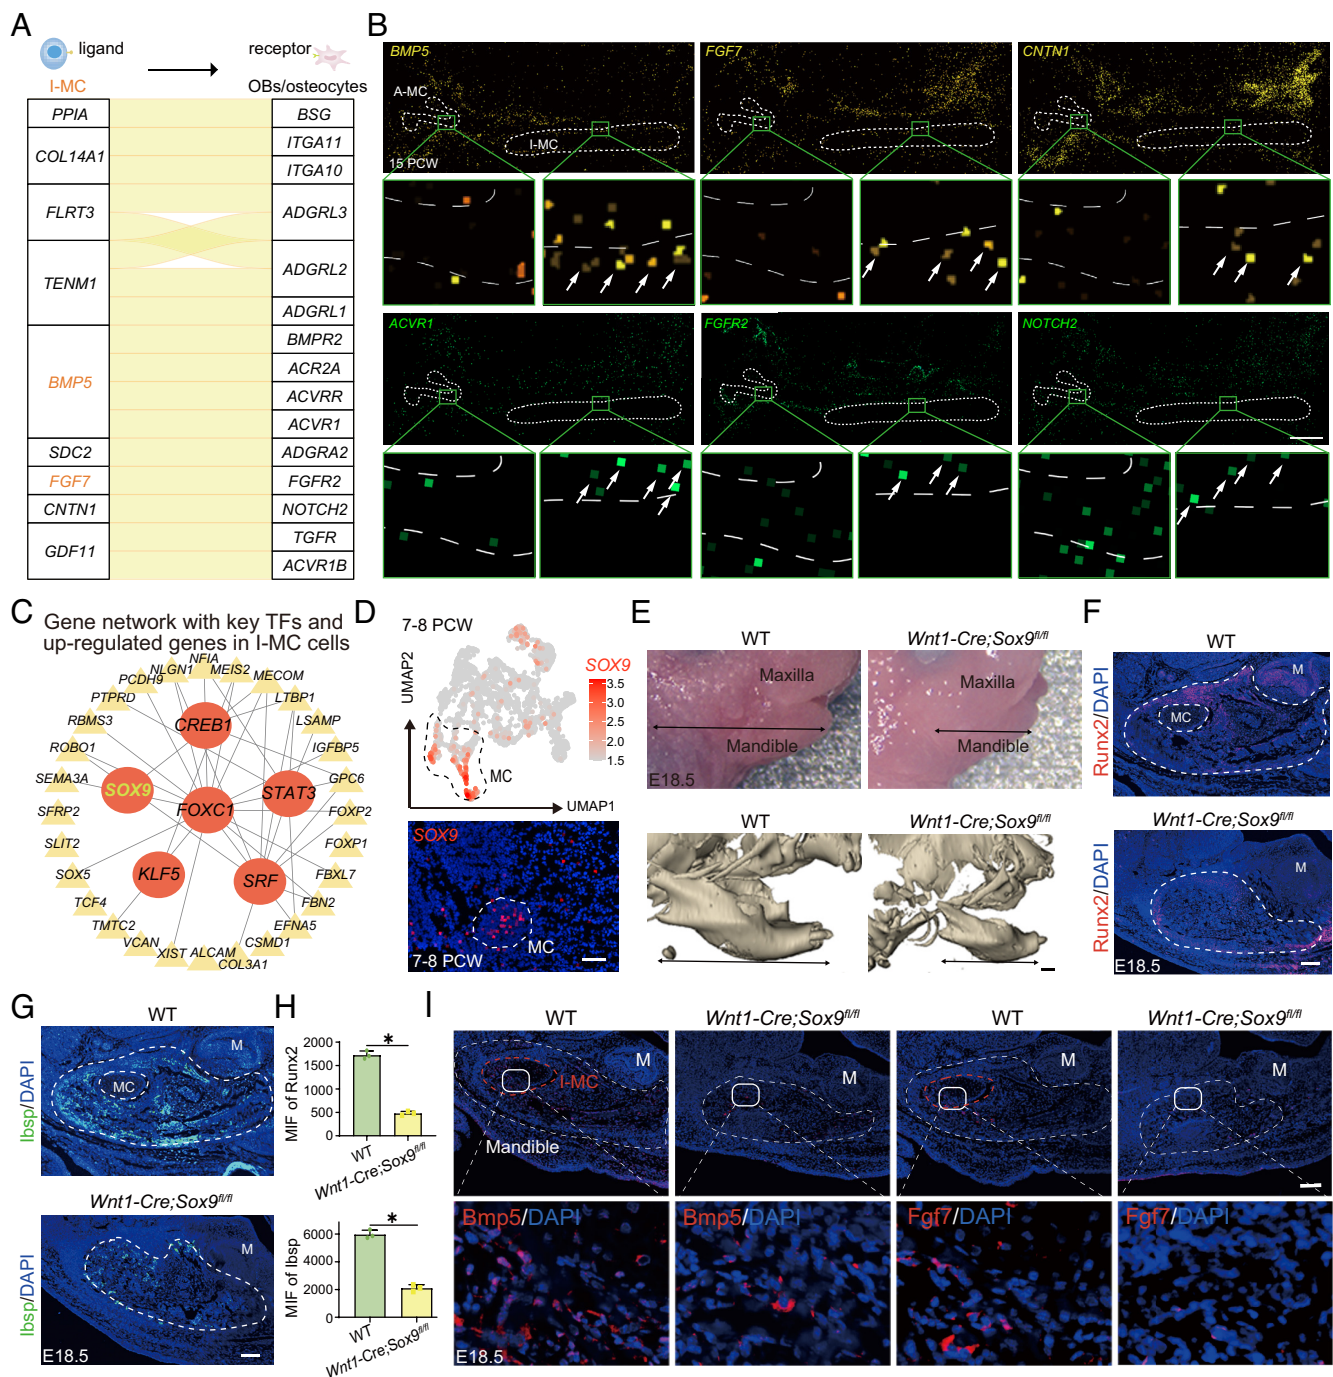 A
ligand
receptor
I-MC
OBs/osteocytes
PPIA
BSG
COL14A1
ITGA11
ITGA10
FLRT3
ADGRL3
TENM1
ADGRL2
ADGRL1
BMP5
BMPR2
ACR2A
ACVRR
ACVR1
SDC2
ADGRA2
FGF7
FGFR2
CNTN1
NOTCH2
GDF11
TGFR
ACVR1B
B
BMP5
FGF7
CNTN1
A-MC
I-MC
15 PCW
ACVR1
FGFR2
NOTCH2
C
Gene network with key TFs and
up-regulated genes in I-MC cells
NFIA
NLGN1
MEIS2
PCDH9
MECOM
PTPRD
LTBP1
RBMS3
LSAMP
ROBO1
IGFBP5
SEMA3A
GPC6
SFRP2
FOXP2
SLIT2
FOXP1
SOX5
FBXL7
TCF4
FBN2
TMTC2
EFNA5
VCAN
CSMD1
XIST
ALCAM
COL3A1
CREB1
SOX9
FOXC1
STAT3
KLF5
SRF
D
7-8 PCW
SOX9
3.5
3.0
2.5
2.0
1.5
UMAP2
MC
UMAP1
SOX9
MC
7-8 PCW
E
WT
Wnt1-Cre;Sox9fl/fl
Maxilla
Maxilla
Mandible
Mandible
E18.5
WT
Wnt1-Cre;Sox9fl/fl
F
WT
Runx2/DAPI
M
MC
Wnt1-Cre;Sox9fl/fl
Runx2/DAPI
M
E18.5
G
WT
Ibsp/DAPI
M
MC
Wnt1-Cre;Sox9fl/fl
Ibsp/DAPI
M
E18.5
H
MIF of Runx2
2000
1500
1000
500
0
*
WT
Wnt1-Cre;Sox9fl/fl
MIF of Ibsp
6000
4000
2000
0
*
WT
Wnt1-Cre;Sox9fl/fl
I
WT
Wnt1-Cre;Sox9fl/fl
WT
Wnt1-Cre;Sox9fl/fl
I-MC
M
M
M
M
Mandible
Bmp5/DAPI
Bmp5/DAPI
Fgf7/DAPI
Fgf7/DAPI
E18.5